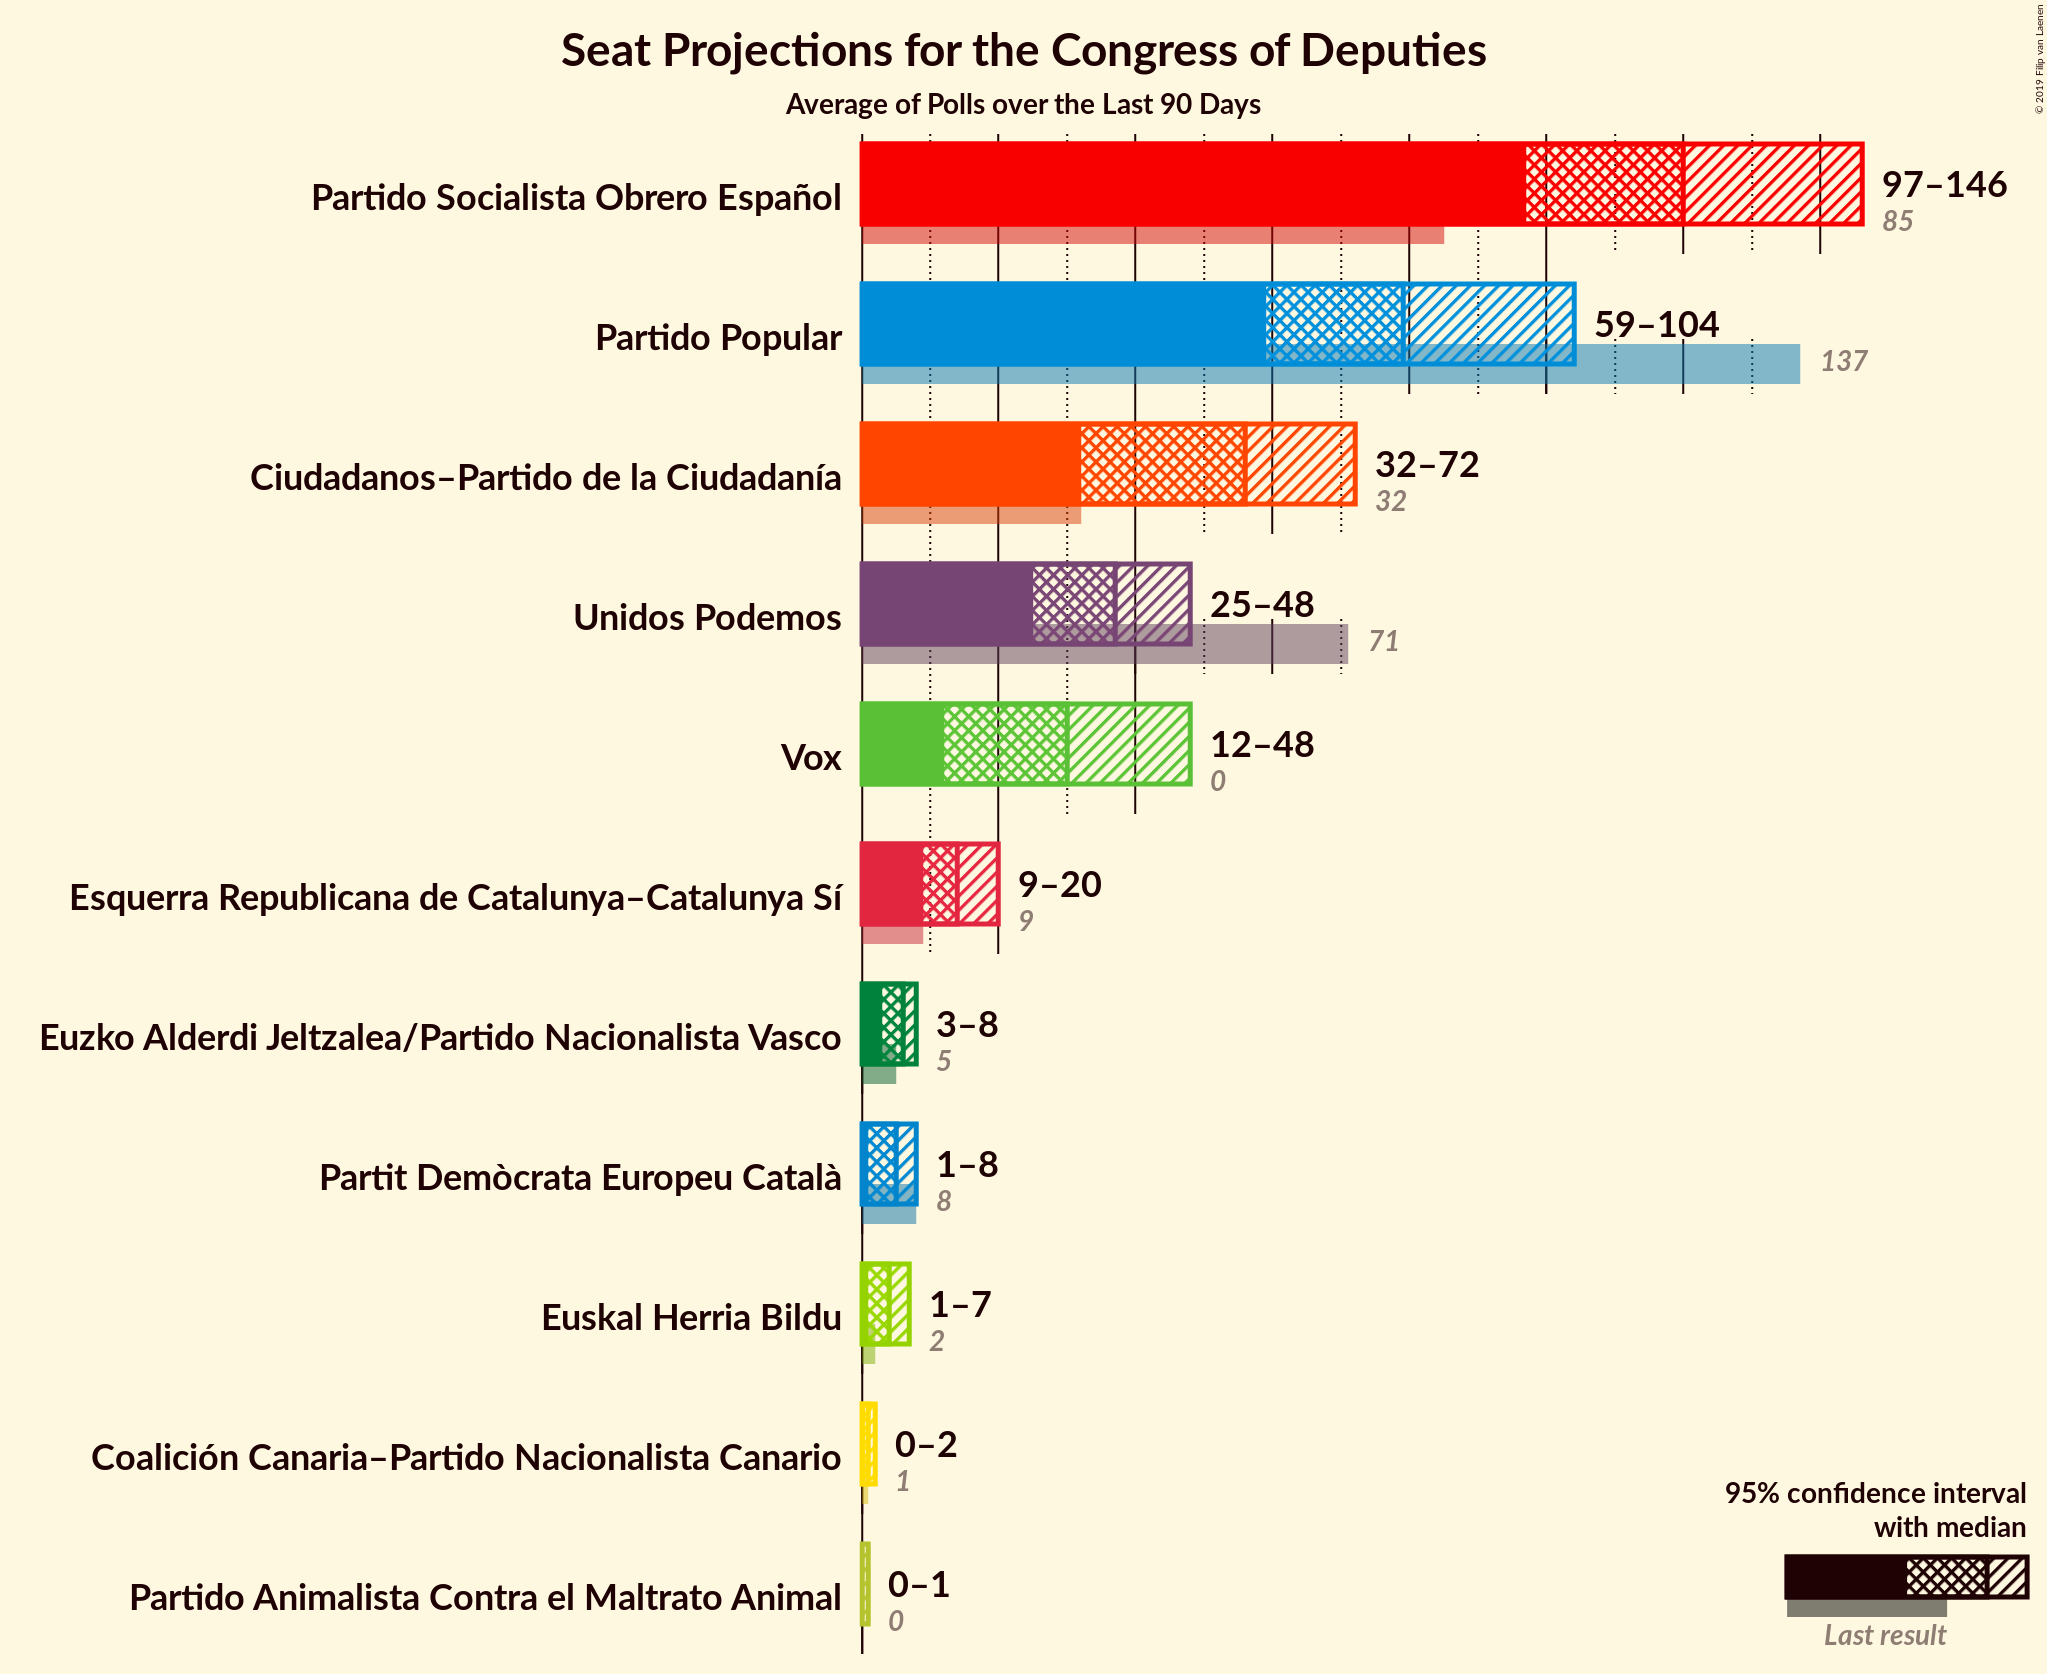 Seat Projections for the Congress of Deputies
Average of Polls over the Last 90 Days
© 2019 Filip van Laenen
Partido Socialista Obrero Español
97–146
85
Partido Popular
59–104
137
Ciudadanos–Partido de la Ciudadanía
32–72
32
Unidos Podemos
25–48
71
Vox
12–48
0
Esquerra Republicana de Catalunya–Catalunya Sí
9–20
9
Euzko Alderdi Jeltzalea/Partido Nacionalista Vasco
3–8
5
Partit Demòcrata Europeu Català
1–8
8
Euskal Herria Bildu
1–7
2
Coalición Canaria–Partido Nacionalista Canario
0–2
1
Partido Animalista Contra el Maltrato Animal
0–1
0
95% confidence interval
with median
Last result